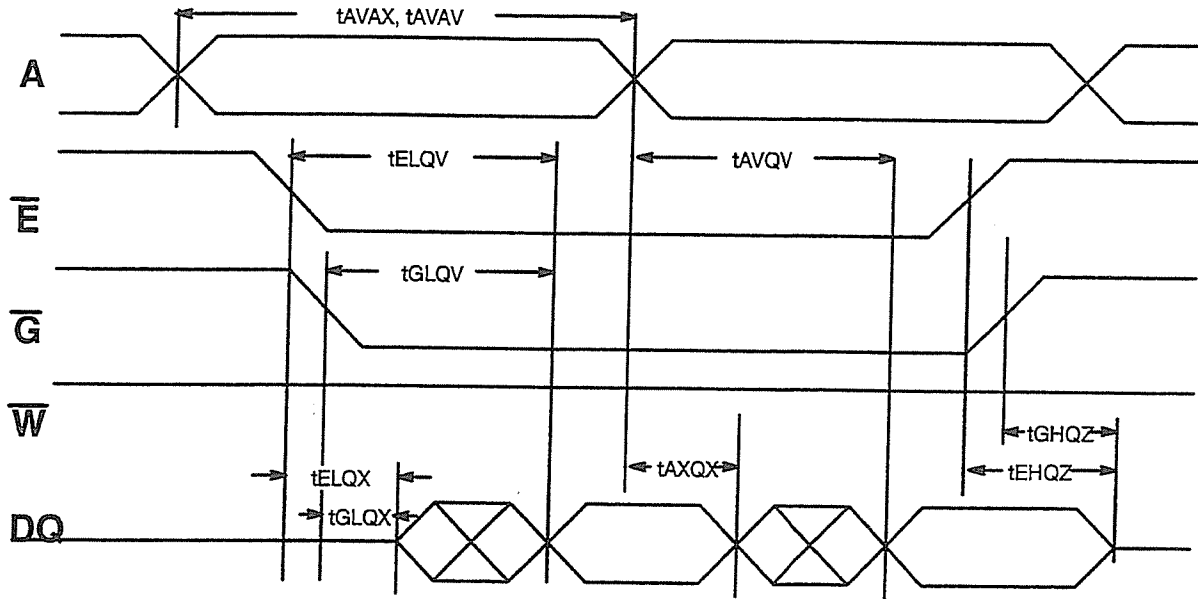 tAVAX, tAVAV
A
tELQV
tAVQV
E̅
tGLQV
G̅
W̅
tGHQZ
tELQX
tAXQX
tEHQZ
tGLQX
DQ